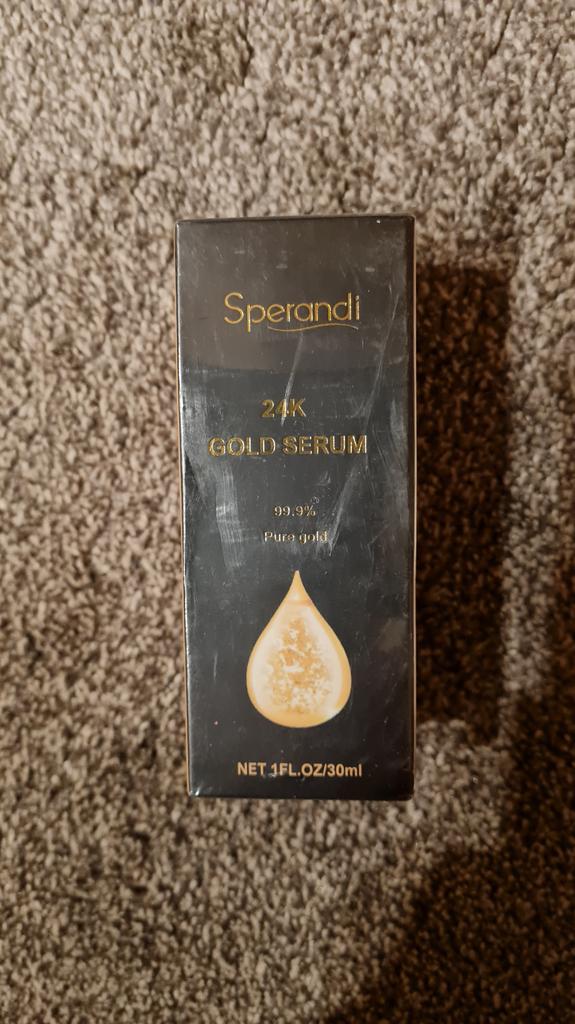 Sperandi
24K
GOLD SERUM
99.9%
Pure gold
NET 1FL.OZ/30ml